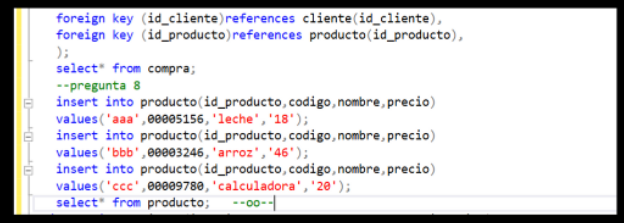 foreign key (id_cliente)references cliente(id_cliente),
foreign key (id_producto)references producto(id_producto),
);
select* from compra;
--pregunta 8
insert into producto(id_producto,codigo,nombre,precio)
values('aaa',00005156,'leche','18');
insert into producto(id_producto,codigo,nombre,precio)
values('bbb',00003246,'arroz','46');
insert into producto(id_producto,codigo,nombre,precio)
values('ccc',00009780,'calculadora','20');
select* from producto;   --oo--